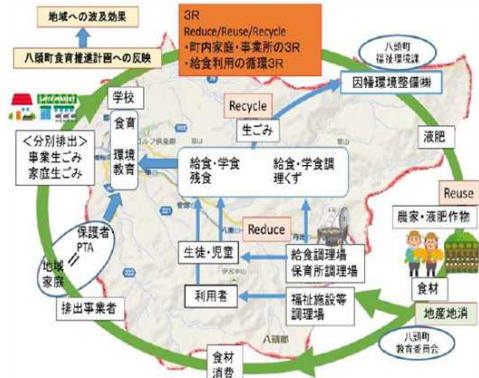 地域への波及効果
八頭町食育推進計画への反映
3R
Reduce/Reuse/Recycle
・町内家庭・事業所の3R
・給食利用の循環3R
八頭町
福祉環境課
因幡環境整備㈱
学校
食育
環境
教育
Recycle
生ごみ
液肥
<分別排出>
事業生ごみ
家庭生ごみ
給食・学食
残食
給食・学食調
理くず
Reuse
農家・液肥作物
保護者
PTA
地域
家庭
Reduce
生徒・児童
給食調理場
保育所調理場
食材
利用者
福祉施設等
調理場
地産地消
排出事業者
八頭町
教育委員会
食材
消費
八頭郡